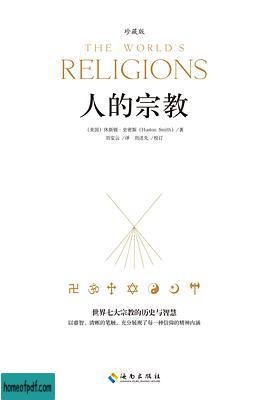 珍藏版
THE WORLD'S
RELIGIONS
人的宗教
（美国）休斯顿·史密斯（Huston Smith）/著
刘安云/译 刘述先/校订
世界七大宗教的历史与智慧
以睿智、清晰的笔触，充分展现了每一种信仰的精神内涵
海南出版社
homeofpdf.com